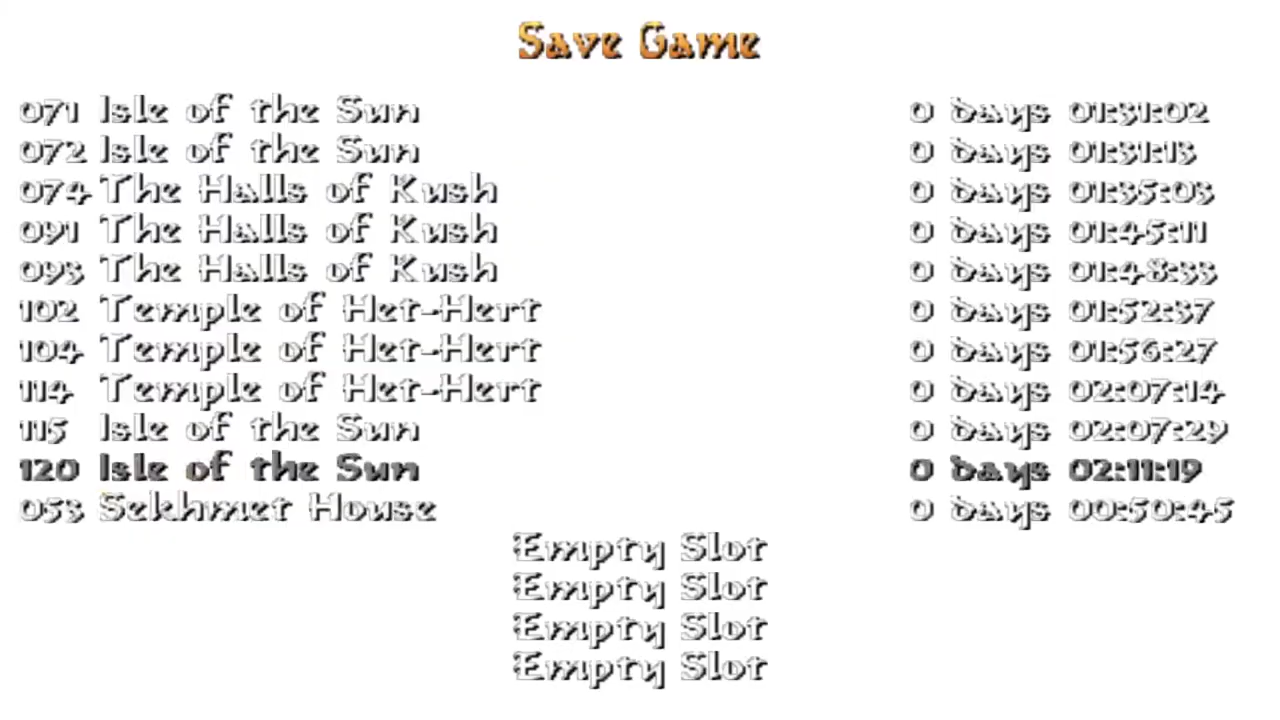 Save Game
071 Isle of the Sun 0 days 01:31:02
072 Isle of the Sun 0 days 01:31:13
074 The Halls of Kush 0 days 01:35:03
091 The Halls of Kush 0 days 01:45:11
093 The Halls of Kush 0 days 01:48:33
102 Temple of Het-Hert 0 days 01:52:37
104 Temple of Het-Hert 0 days 01:56:27
114 Temple of Het-Hert 0 days 02:07:14
115 Isle of the Sun 0 days 02:07:29
120 Isle of the Sun 0 days 02:11:19
053 Sekhmet House 0 days 00:50:45
Empty Slot
Empty Slot
Empty Slot
Empty Slot